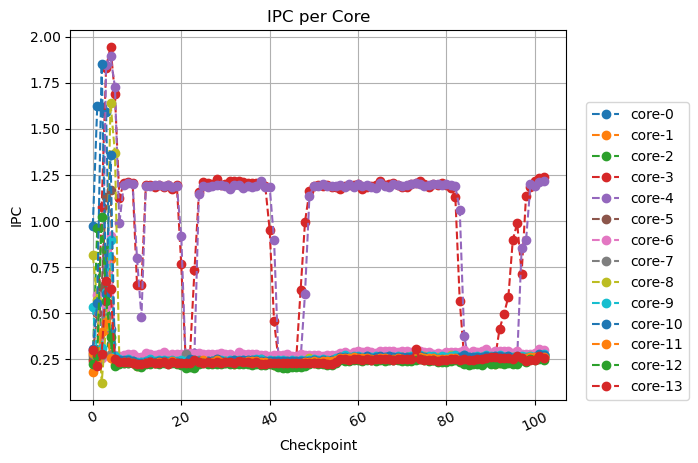 IPC per Core
IPC
2.00
1.75
1.50
1.25
1.00
0.75
0.50
0.25
0
20
40
60
80
100
Checkpoint
core-0
core-1
core-2
core-3
core-4
core-5
core-6
core-7
core-8
core-9
core-10
core-11
core-12
core-13